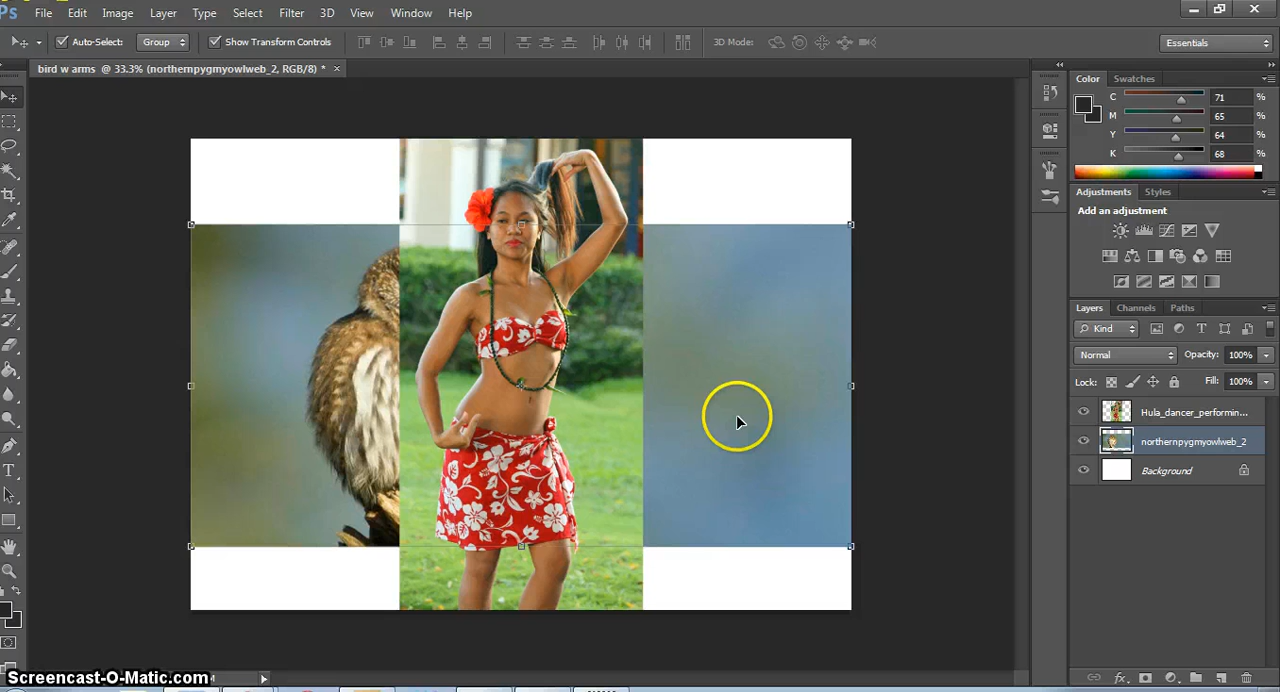 Ps File Edit Image Layer Type Select Filter 3D View Window Help
Auto-Select: Group Show Transform Controls 3D Mode: Essentials
bird w arms @ 33.3% (northernpygmyowlweb_2, RGB/8) * ×
Color Swatches
C 71 %
M 65 %
Y 64 %
K 68 %
Adjustments Styles
Add an adjustment
Layers Channels Paths
Kind
Normal Opacity: 100%
Lock: Fill: 100%
Hula_dancer_performin...
northernpygmyowlweb_2
Background
Screencast-O-Matic.com